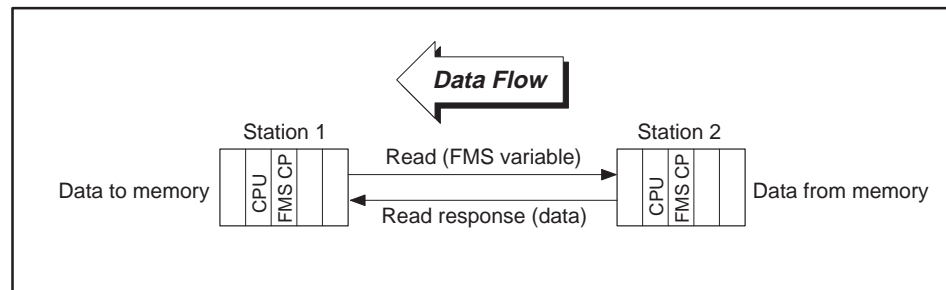 Data Flow
Station 1
Station 2
Read (FMS variable)
Data to memory
CPU
FMS CP
CPU
FMS CP
Data from memory
Read response (data)